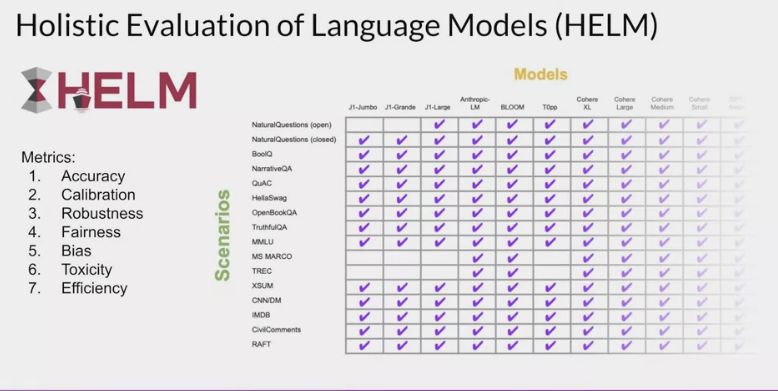 Holistic Evaluation of Language Models (HELM)
HELM
Models
J1-Jumbo J1-Grande J1-Large Anthropic-LM BLOOM T0pp Cohere XL Cohere Large Cohere Medium Cohere Small
Metrics:
1. Accuracy
2. Calibration
3. Robustness
4. Fairness
5. Bias
6. Toxicity
7. Efficiency
Scenarios
NaturalQuestions (open)
NaturalQuestions (closed)
BoolQ
NarrativeQA
QuAC
HellaSwag
OpenBookQA
TruthfulQA
MMLU
MS MARCO
TREC
XSUM
CNN/DM
IMDB
CivilComments
RAFT